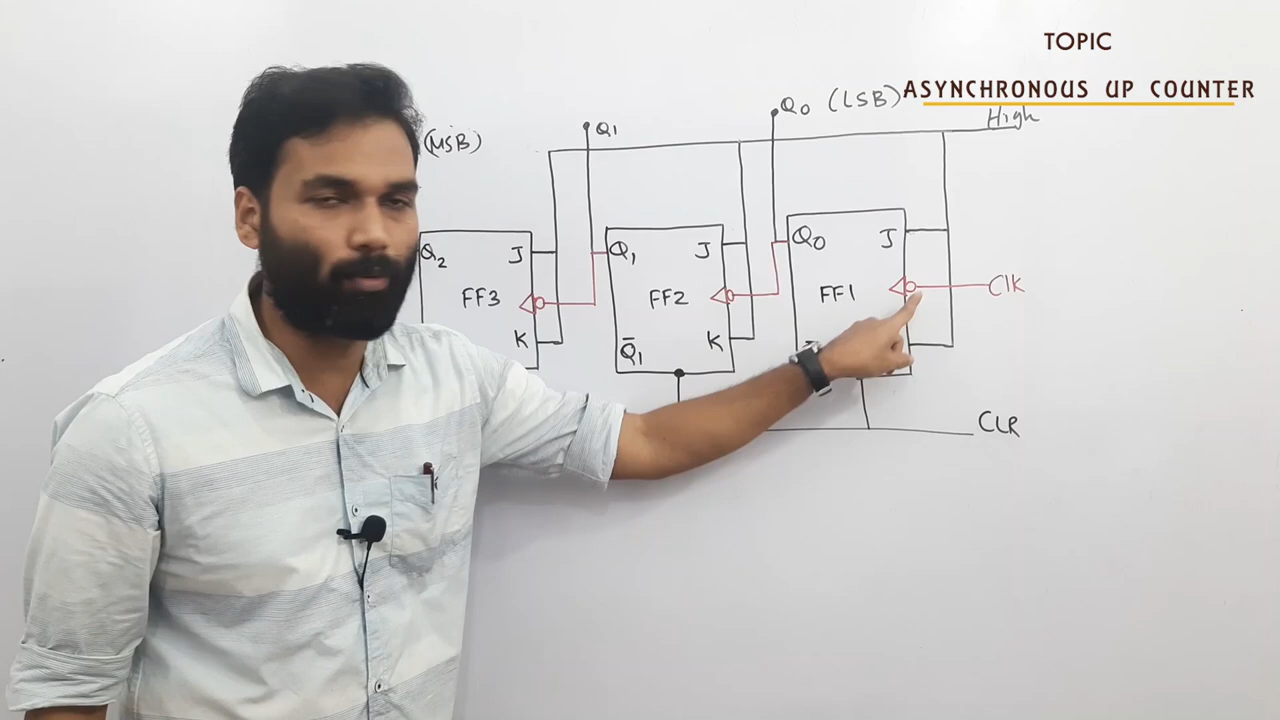 TOPIC
ASYNCHRONOUS UP COUNTER
(MSB)
Q1
Q0 (LSB)
High
Q2 J
FF3
K
Q1 J
FF2
Q̅1 K
Q0 J
FF1
Clk
CLR